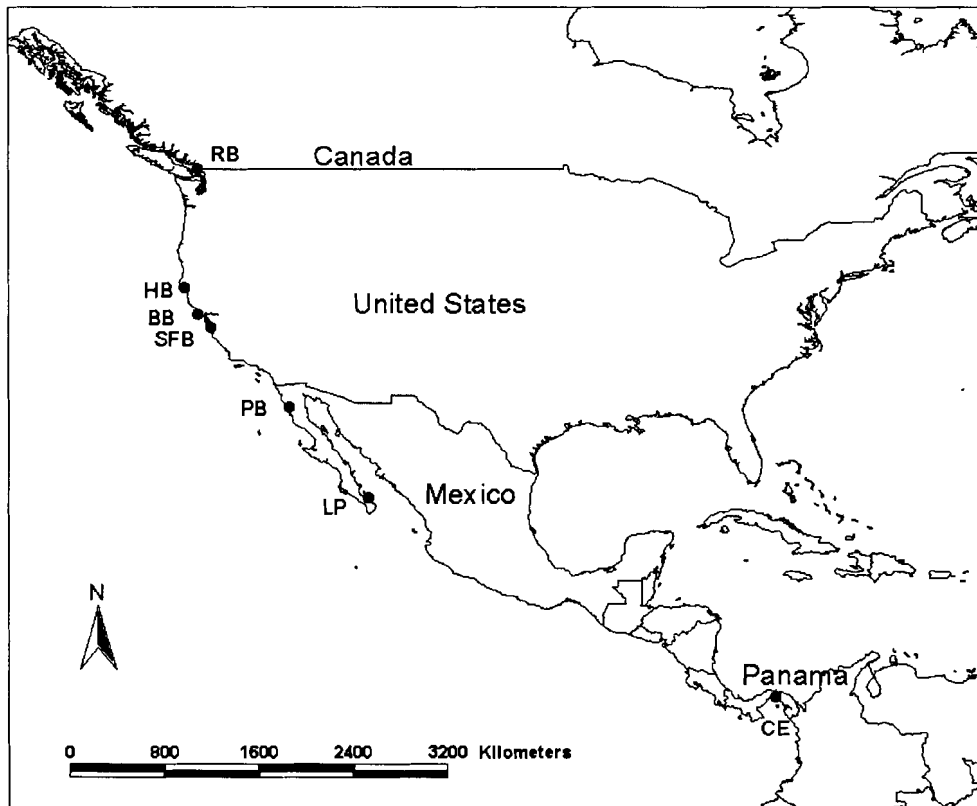 RB
Canada
HB
United States
BB
SFB
PB
Mexico
LP
N
Panama
CE
0 800 1600 2400 3200 Kilometers